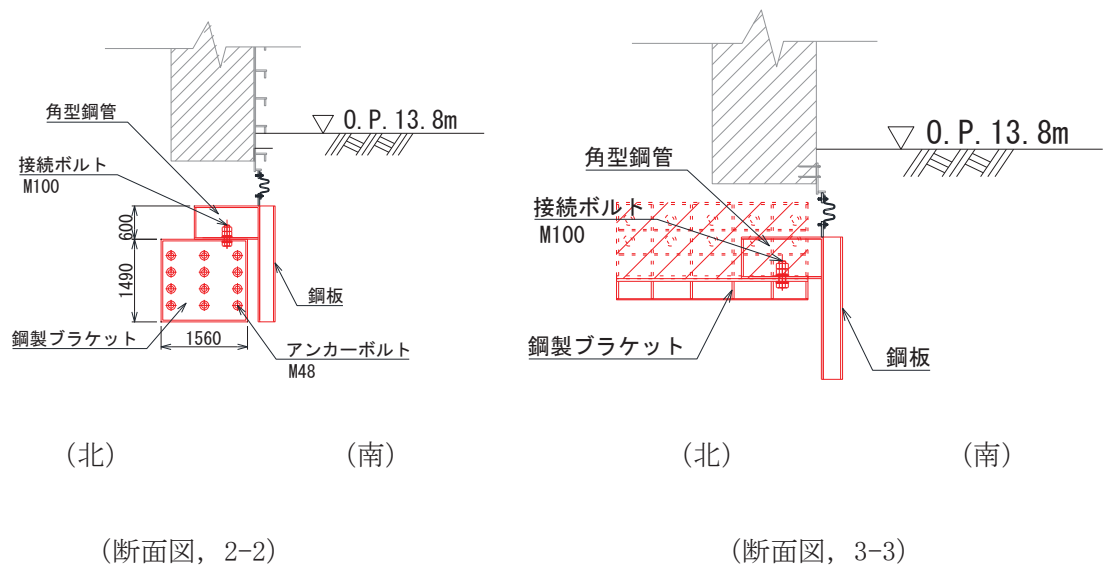 角型鋼管
▽ O.P.13.8m
接続ボルト
M100
600
1490
鋼板
鋼製ブラケット
1560
アンカーボルト
M48
(北)
(南)
(断面図, 2-2)
▽ O.P.13.8m
角型鋼管
接続ボルト
M100
鋼製ブラケット
鋼板
(北)
(南)
(断面図, 3-3)